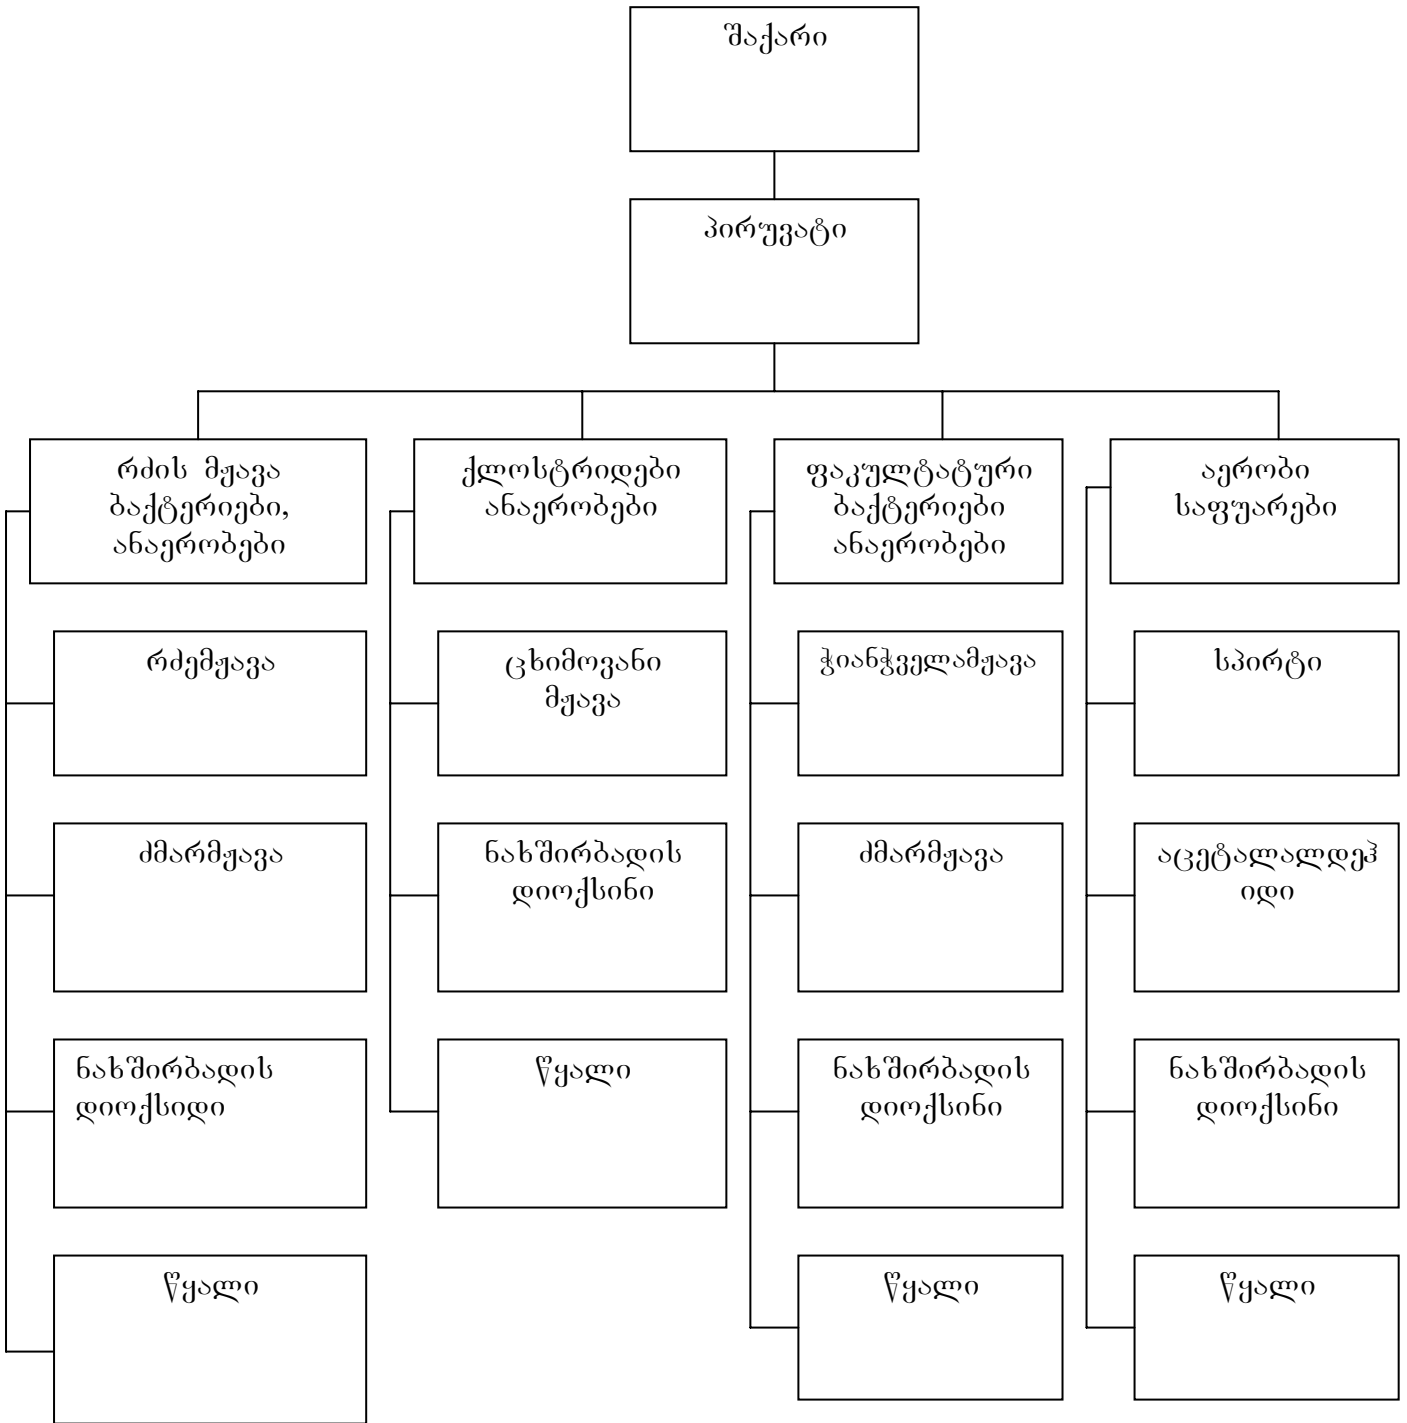 შაქარი
პირუვატი
რძის მჟავა
ბაქტერიები,
ანაერობები
რძემჟავა
ძმარმჟავა
ნახშირბადის
დიოქსიდი
წყალი
ქლოსტრიდები
ანაერობები
ცხიმოვანი
მჟავა
ნახშირბადის
დიოქსინი
წყალი
ფაკულტატური
ბაქტერიები
ანაერობები
ჭიანჭველამჟავა
ძმარმჟავა
ნახშირბადის
დიოქსინი
წყალი
აერობი
საფუარები
სპირტი
აცეტალალდეჰ
იდი
ნახშირბადის
დიოქსინი
წყალი